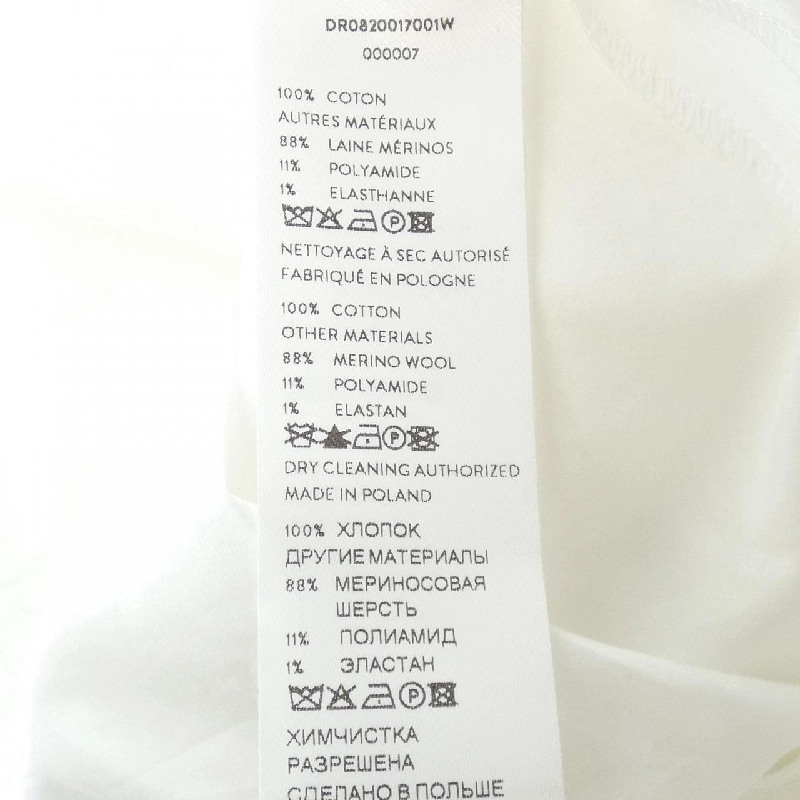 DR0820017001W
000007
100% COTON
AUTRES MATÉRIAUX
88% LAINE MÉRINOS
11% POLYAMIDE
1% ELASTHANNE
P
NETTOYAGE À SEC AUTORISÉ
FABRIQUÉ EN POLOGNE
100% COTTON
OTHER MATERIALS
88% MERINO WOOL
11% POLYAMIDE
1% ELASTAN
P
DRY CLEANING AUTHORIZED
MADE IN POLAND
100% ХЛОПОК
ДРУГИЕ МАТЕРИАЛЫ
88% МЕРИНОСОВАЯ
ШЕРСТЬ
11% ПОЛИАМИД
1% ЭЛАСТАН
P
ХИМЧИСТКА
РАЗРЕШЕНА
СДЕЛАНО В ПОЛЬШЕ